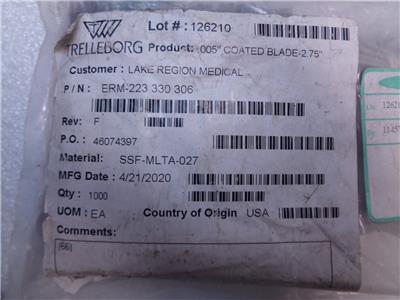 Lot # : 126210
TRELLEBORG
Product: .005" COATED BLADE-2.75"
Customer : LAKE REGION MEDICAL
P / N : ERM-223 330 306
Rev: F
P.O. : 46074397
Material: SSF-MLTA-027
MFG Date : 4/21/2020
Qty : 1000
UOM : EA Country of Origin USA
Comments:
[66]